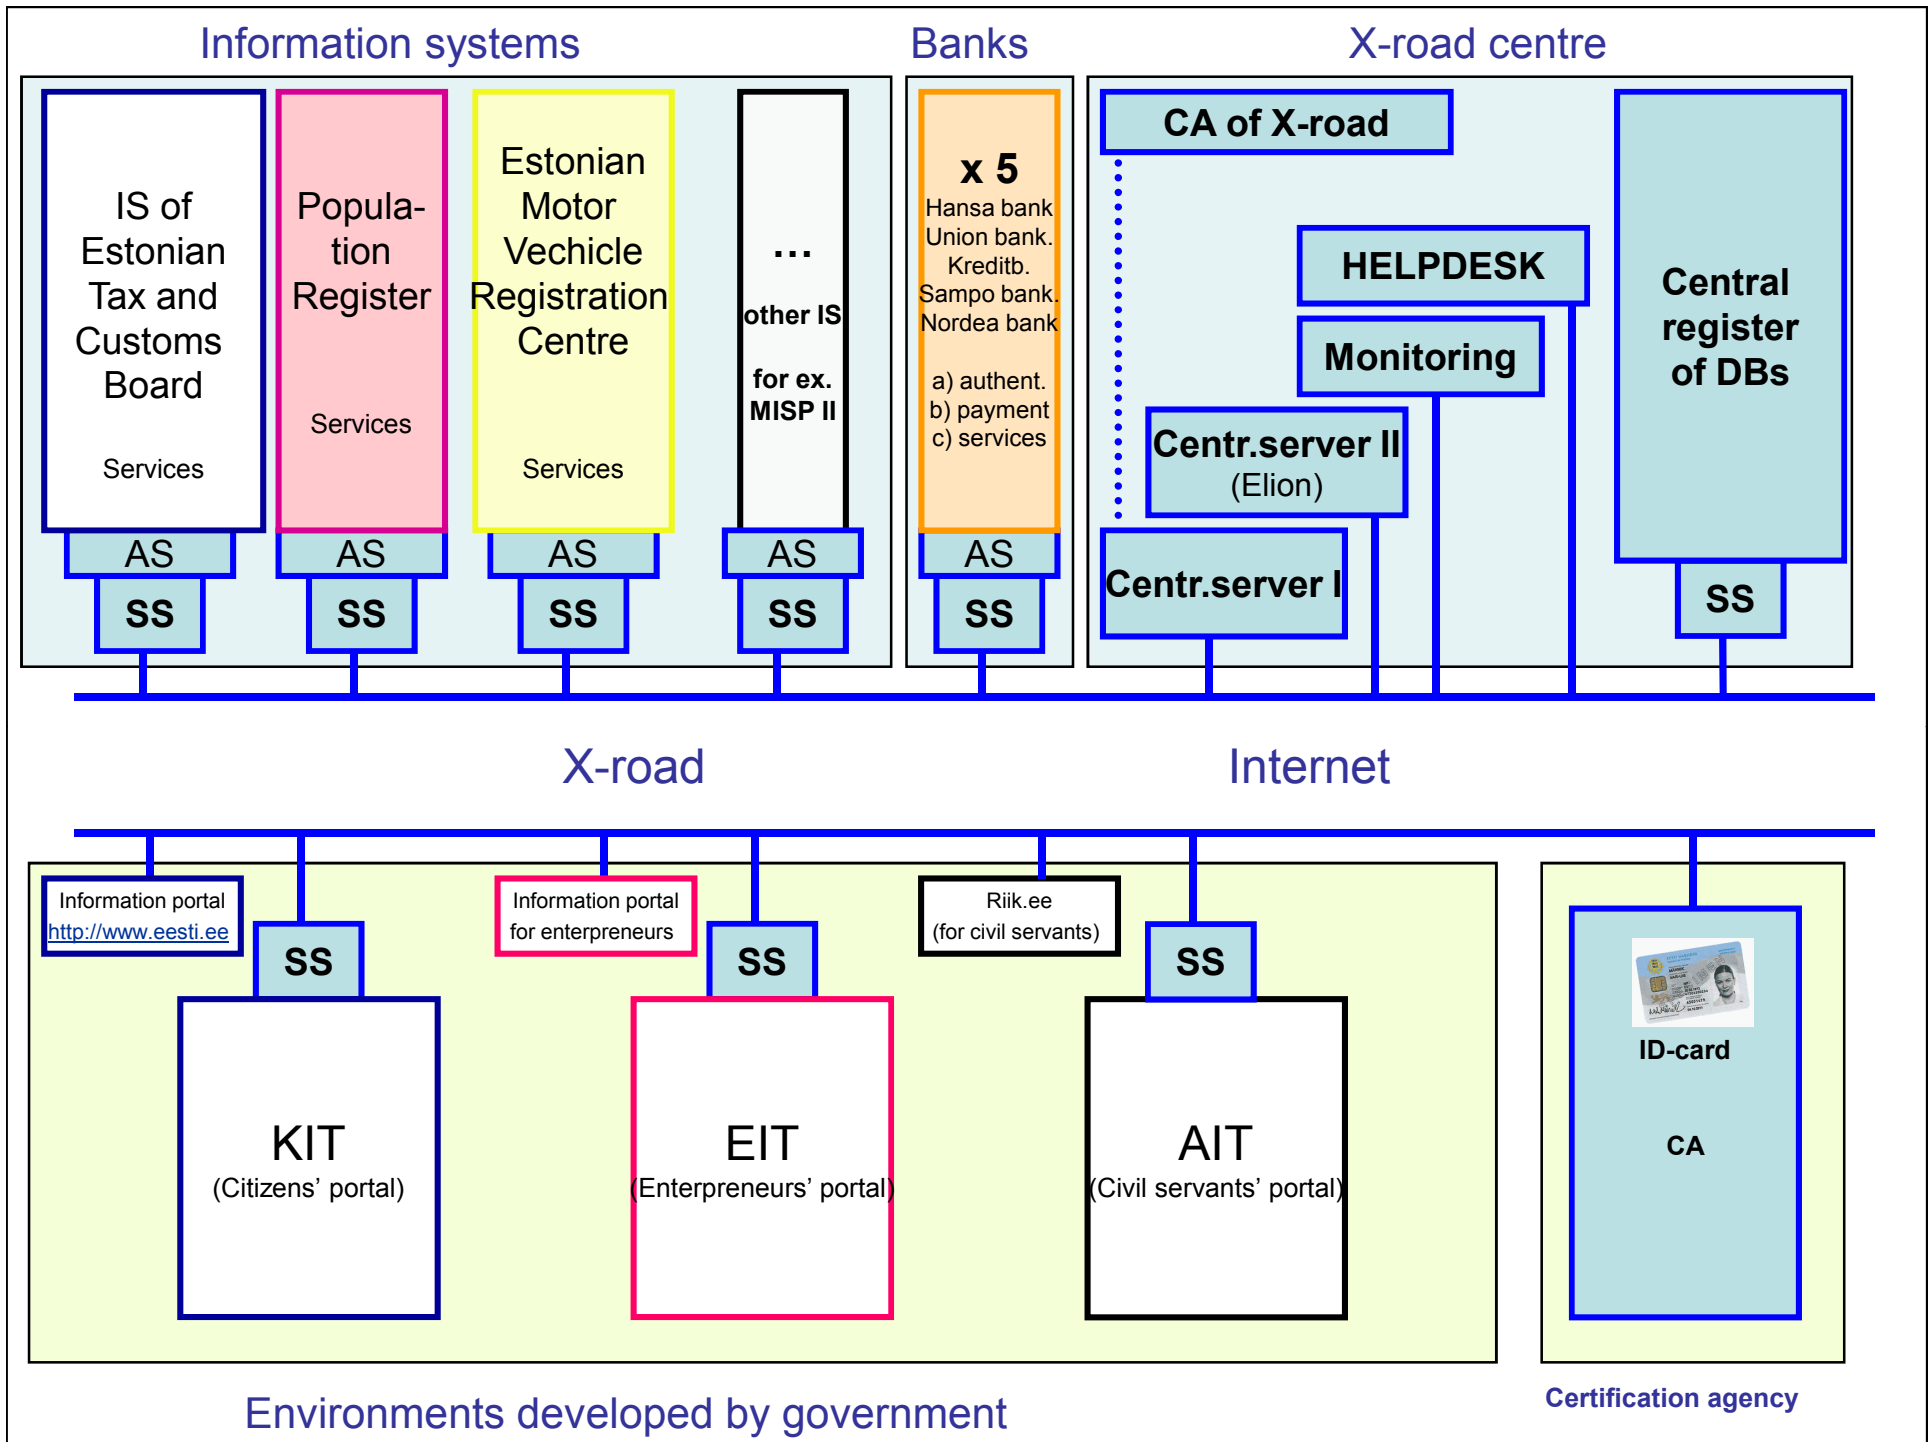 Information systems
Banks
X-road centre
IS of
Estonian
Tax and
Customs
Board
Services
AS
SS
Popula-
tion
Register
Services
AS
SS
Estonian
Motor
Vechicle
Registration
Centre
Services
AS
SS
...
other IS
for ex.
MISP II
AS
SS
x 5
Hansa bank
Union bank.
Kreditb.
Sampo bank.
Nordea bank
a) authent.
b) payment
c) services
AS
SS
CA of X-road
HELPDESK
Monitoring
Centr.server II
(Elion)
Centr.server I
Central
register
of DBs
SS
X-road
Internet
Information portal
http://www.eesti.ee
SS
KIT
(Citizens’ portal)
Information portal
for enterpreneurs
SS
EIT
(Enterpreneurs’ portal)
Riik.ee
(for civil servants)
SS
AIT
(Civil servants’ portal)
ID-card
CA
Environments developed by government
Certification agency